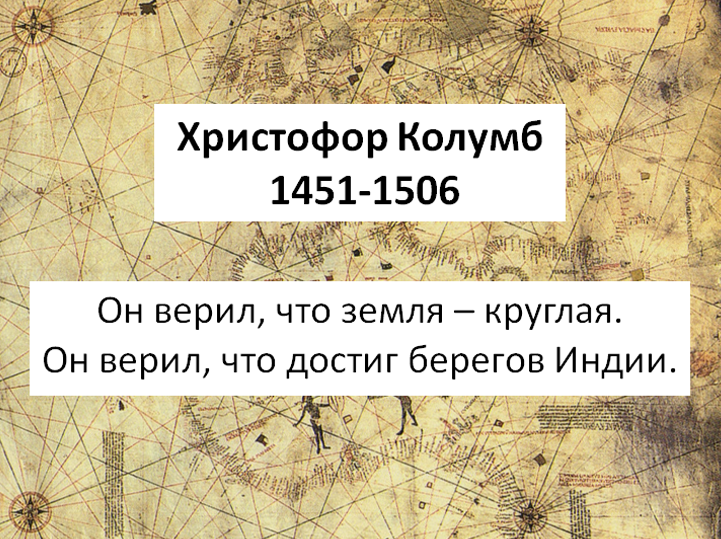 Христофор Колумб
1451-1506
Он верил, что земля – круглая.
Он верил, что достиг берегов Индии.